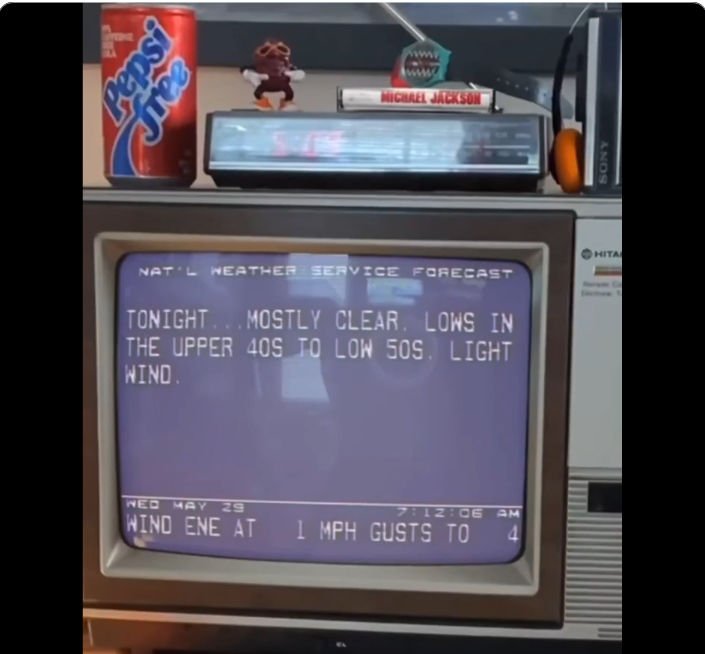 Pepsi
free
MICHAEL JACKSON
SONY
HITA
NAT'L WEATHER SERVICE FORECAST
TONIGHT...MOSTLY CLEAR. LOWS IN
THE UPPER 40S TO LOW 50S. LIGHT
WIND.
WED MAY 29 7:12:06 AM
WIND ENE AT 1 MPH GUSTS TO 4